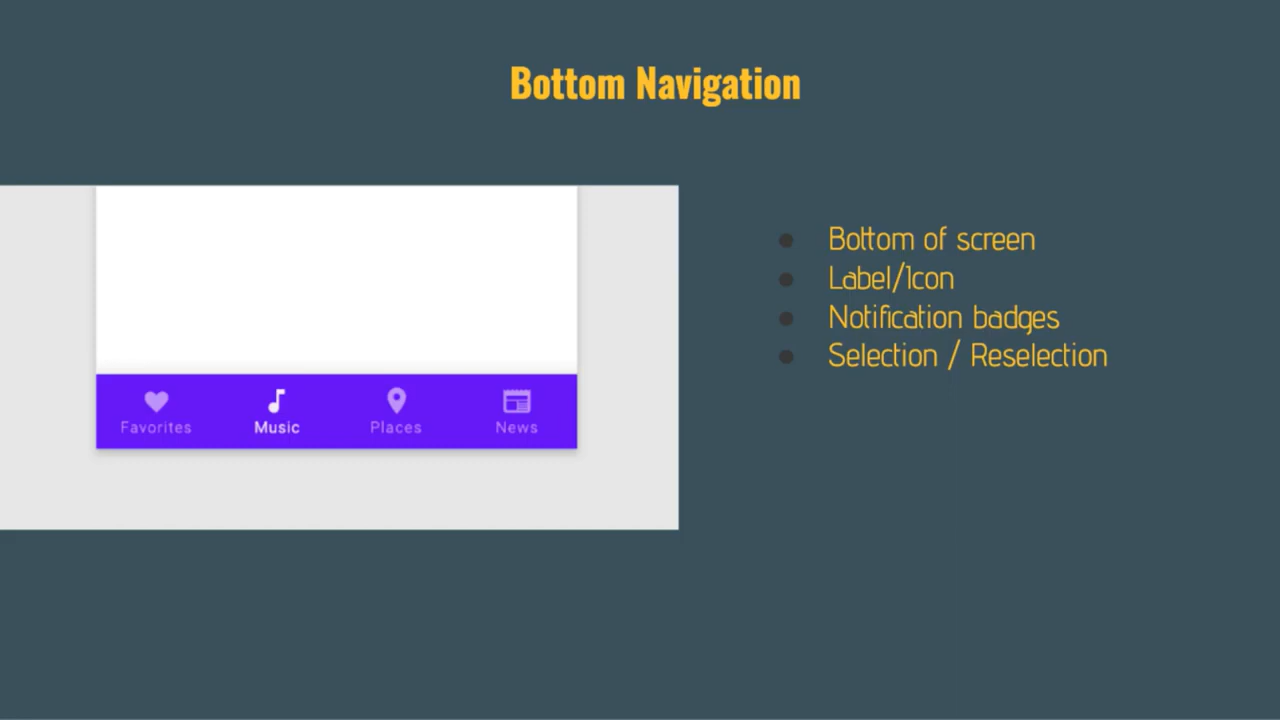 Bottom Navigation
Favorites Music Places News
Bottom of screen
Label/Icon
Notification badges
Selection / Reselection